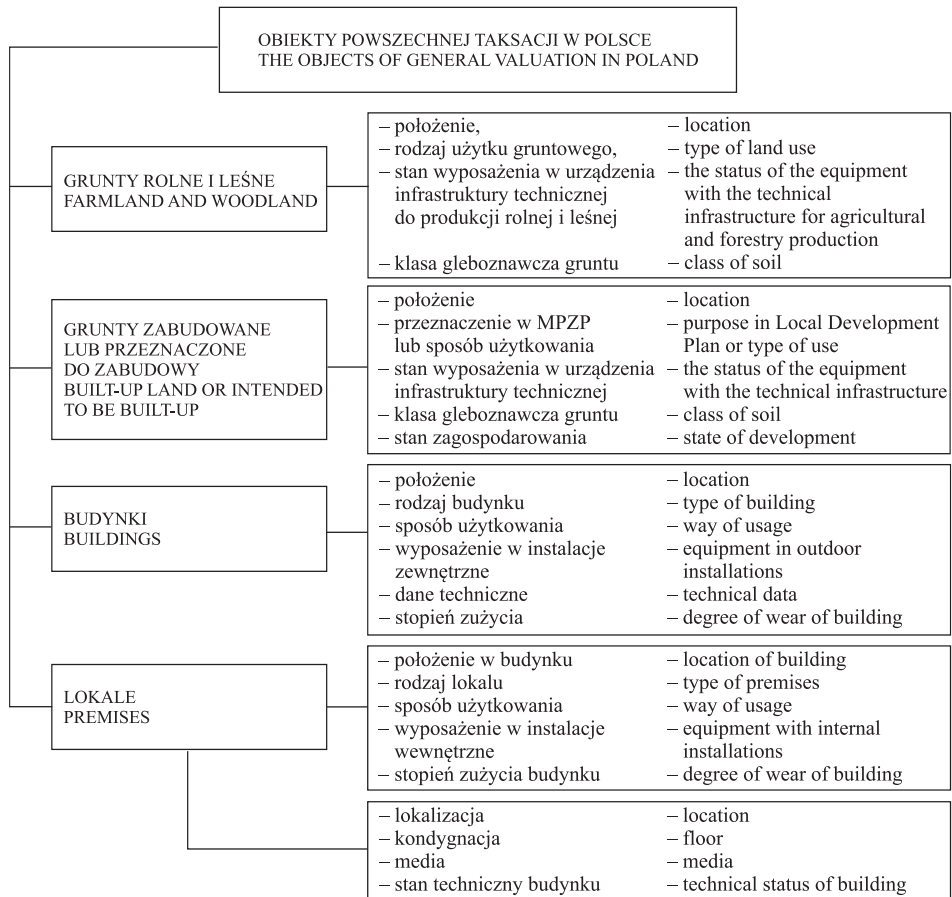 OBIEKTY POWSZECHNEJ TAKSACJI W POLSCE
THE OBJECTS OF GENERAL VALUATION IN POLAND
GRUNTY ROLNE I LEŚNE
FARMLAND AND WOODLAND
– położenie,
– rodzaj użytku gruntowego,
– stan wyposażenia w urządzenia
infrastruktury technicznej
do produkcji rolnej i leśnej
– klasa gleboznawcza gruntu
– location
– type of land use
– the status of the equipment
with the technical
infrastructure for agricultural
and forestry production
– class of soil
GRUNTY ZABUDOWANE
LUB PRZEZNACZONE
DO ZABUDOWY
BUILT-UP LAND OR INTENDED
TO BE BUILT-UP
– położenie
– przeznaczenie w MPZP
lub sposób użytkowania
– stan wyposażenia w urządzenia
infrastruktury technicznej
– klasa gleboznawcza gruntu
– stan zagospodarowania
– location
– purpose in Local Development
Plan or type of use
– the status of the equipment
with the technical infrastructure
– class of soil
– state of development
BUDYNKI
BUILDINGS
– położenie
– rodzaj budynku
– sposób użytkowania
– wyposażenie w instalacje
zewnętrzne
– dane techniczne
– stopień zużycia
– location
– type of building
– way of usage
– equipment in outdoor
installations
– technical data
– degree of wear of building
LOKALE
PREMISES
– położenie w budynku
– rodzaj lokalu
– sposób użytkowania
– wyposażenie w instalacje
wewnętrzne
– stopień zużycia budynku
– location of building
– type of premises
– way of usage
– equipment with internal
installations
– degree of wear of building
– lokalizacja
– kondygnacja
– media
– stan techniczny budynku
– location
– floor
– media
– technical status of building